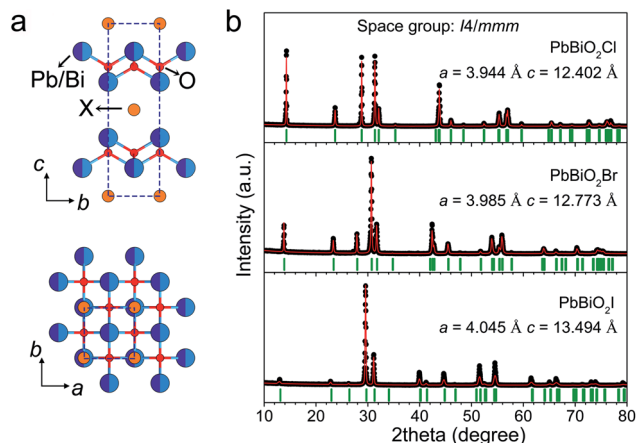 a
Pb/Bi
O
X
c
b
b
a
b
Space group: I4/mmm
PbBiO2Cl
a = 3.944 Å c = 12.402 Å
PbBiO2Br
a = 3.985 Å c = 12.773 Å
PbBiO2I
a = 4.045 Å c = 13.494 Å
Intensity (a.u.)
10 20 30 40 50 60 70 80
2theta (degree)